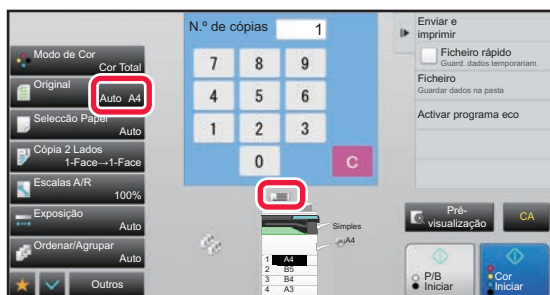 Modo de Cor
Cor Total
Original
Auto A4
Selecção Papel
Auto
Cópia 2 Lados
1-Face→1-Face
Escalas A/R
100%
Exposição
Auto
Ordenar/Agrupar
Auto
Outros
N.º de cópias
1
7 8 9
4 5 6
1 2 3
0 C
Simples
A4
1 A4
2 B5
3 B4
4 A3
Enviar e
imprimir
Ficheiro rápido
Guard. dados temporariam.
Ficheiro
Guardar dados na pasta
Activar programa eco
Pré-
visualização
CA
P/B
Iniciar
Cor
Iniciar